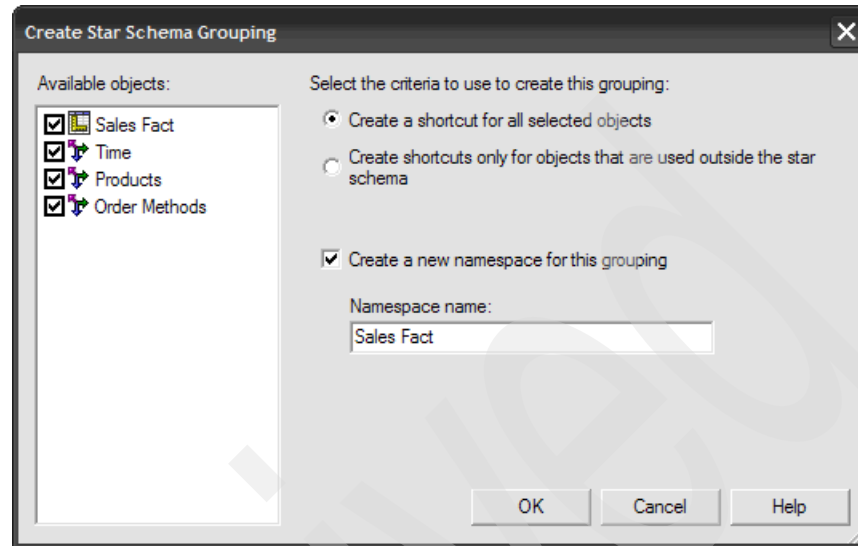 Create Star Schema Grouping
Available objects:
Sales Fact
Time
Products
Order Methods
Select the criteria to use to create this grouping:
Create a shortcut for all selected objects
Create shortcuts only for objects that are used outside the star
schema
Create a new namespace for this grouping
Namespace name:
Sales Fact
OK
Cancel
Help